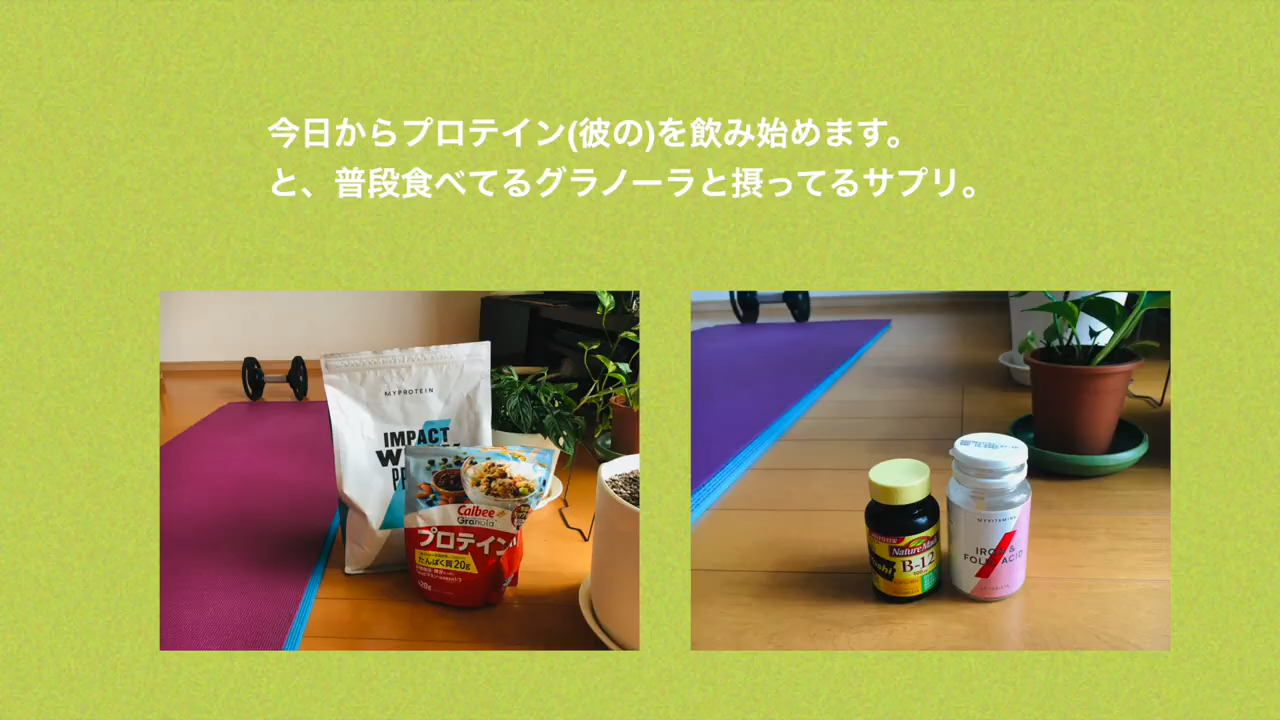 今日からプロテイン(彼の)を飲み始めます。
と、普段食べてるグラノーラと摂ってるサプリ。
MYPROTEIN
IMPACT
Calbee
Granola
プロテイン
たんぱく質20g
Nature Made
B-12
MYVITAMINS
IRON &
FOLIC ACID